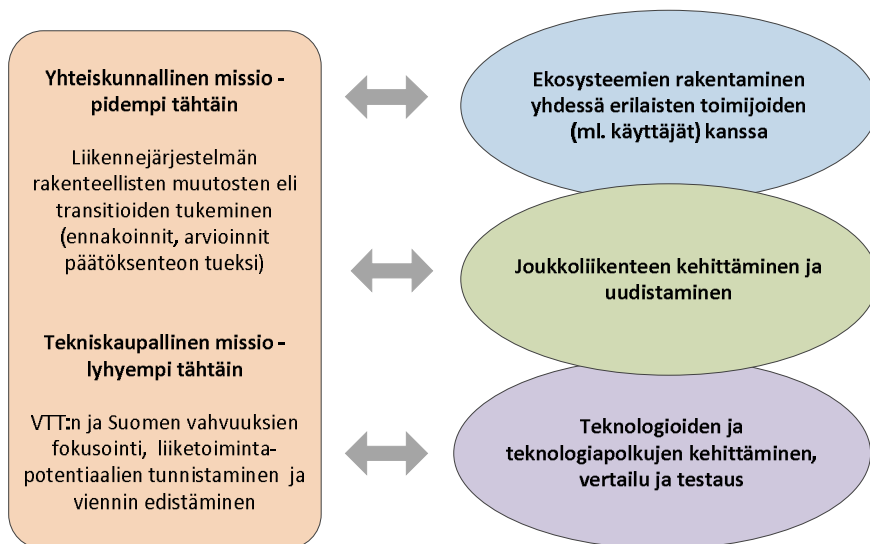 Yhteiskunnallinen missio -
pidempi tähtäin
Liikennejärjestelmän
rakenteellisten muutosten eli
transitioiden tukeminen
(ennakoinnit, arvioinnit
päätöksenteon tueksi)
Tekniskaupallinen missio -
lyhyempi tähtäin
VTT:n ja Suomen vahvuuksien
fokusointi, liiketoiminta-
potentiaalien tunnistaminen ja
viennin edistäminen
Ekosysteemien rakentaminen
yhdessä erilaisten toimijoiden
(ml. käyttäjät) kanssa
Joukkoliikenteen kehittäminen ja
uudistaminen
Teknologioiden ja
teknologiapolkujen kehittäminen,
vertailu ja testaus